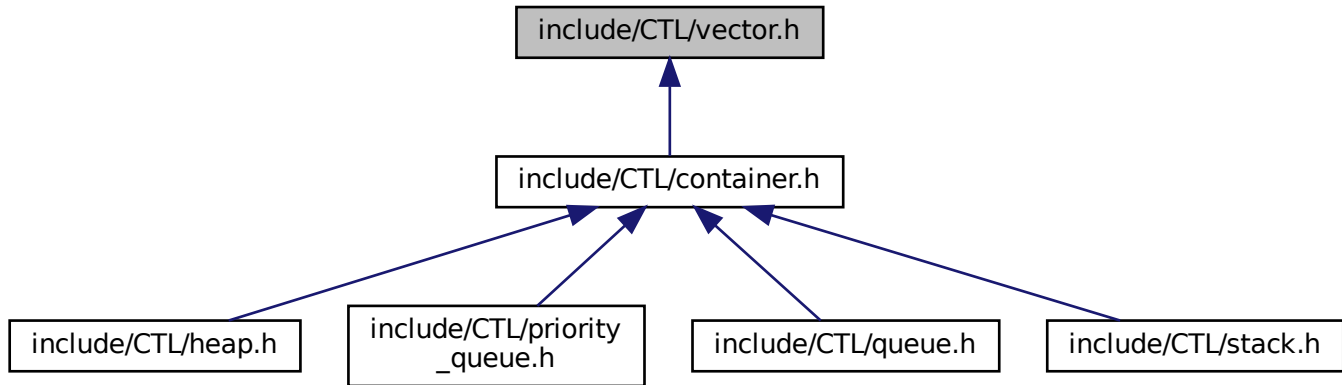 include/CTL/vector.h
include/CTL/container.h
include/CTL/heap.h
include/CTL/priority
_queue.h
include/CTL/queue.h
include/CTL/stack.h